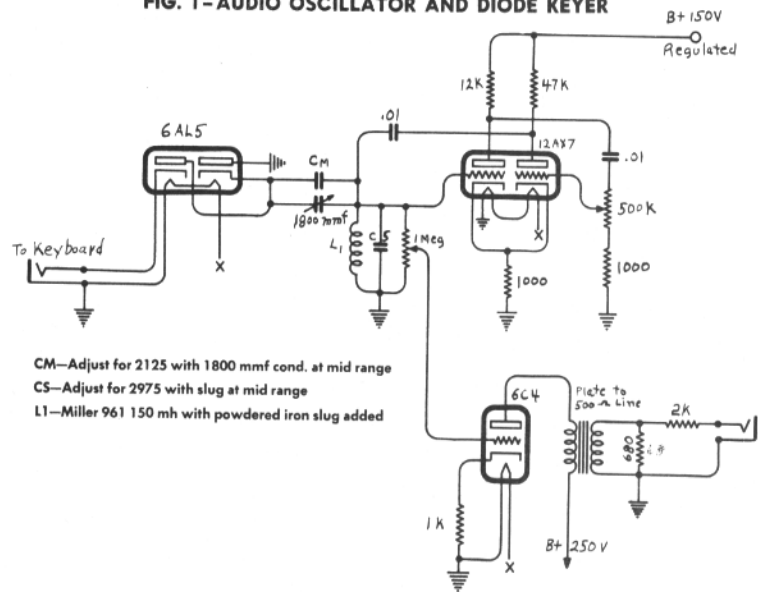 FIG. 1–AUDIO OSCILLATOR AND DIODE KEYER
B+ 150V
Regulated
12K
47K
.01
6AL5
12AX7
CM
.01
1800 mmf
500K
L1
CS
1 Meg
To Keyboard
X
X
1000
1000
CM—Adjust for 2125 with 1800 mmf cond. at mid range
CS—Adjust for 2975 with slug at mid range
L1—Miller 961 150 mh with powdered iron slug added
6C4
Plate to
500 Ω Line
2K
680
1K
B+ 250V
X